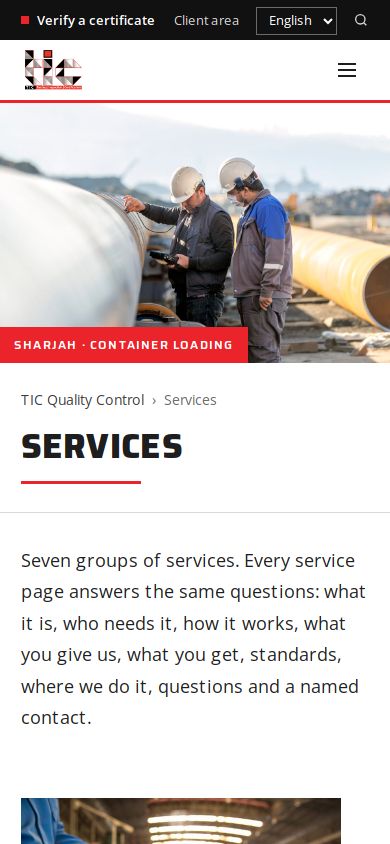 Verify a certificate
Client area
English
tic
TIC
SHARJAH · CONTAINER LOADING
TIC Quality Control › Services
SERVICES
Seven groups of services. Every service
page answers the same questions: what
it is, who needs it, how it works, what
you give us, what you get, standards,
where we do it, questions and a named
contact.